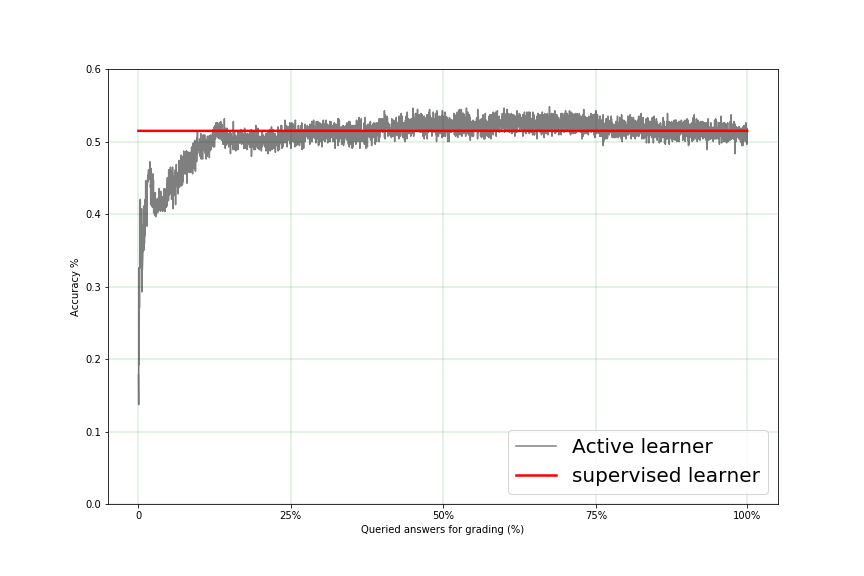 0.6
0.5
0.4
0.3
0.2
0.1
0.0
Accuracy %
0 25% 50% 75% 100%
Queried answers for grading (%)
Active learner
supervised learner